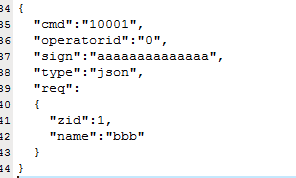 34 {
35 "cmd":"10001",
36 "operatorid":"0",
37 "sign":"aaaaaaaaaaaaaa",
38 "type":"json",
39 "req":
40 {
41 "zid":1,
42 "name":"bbb"
43 }
44 }